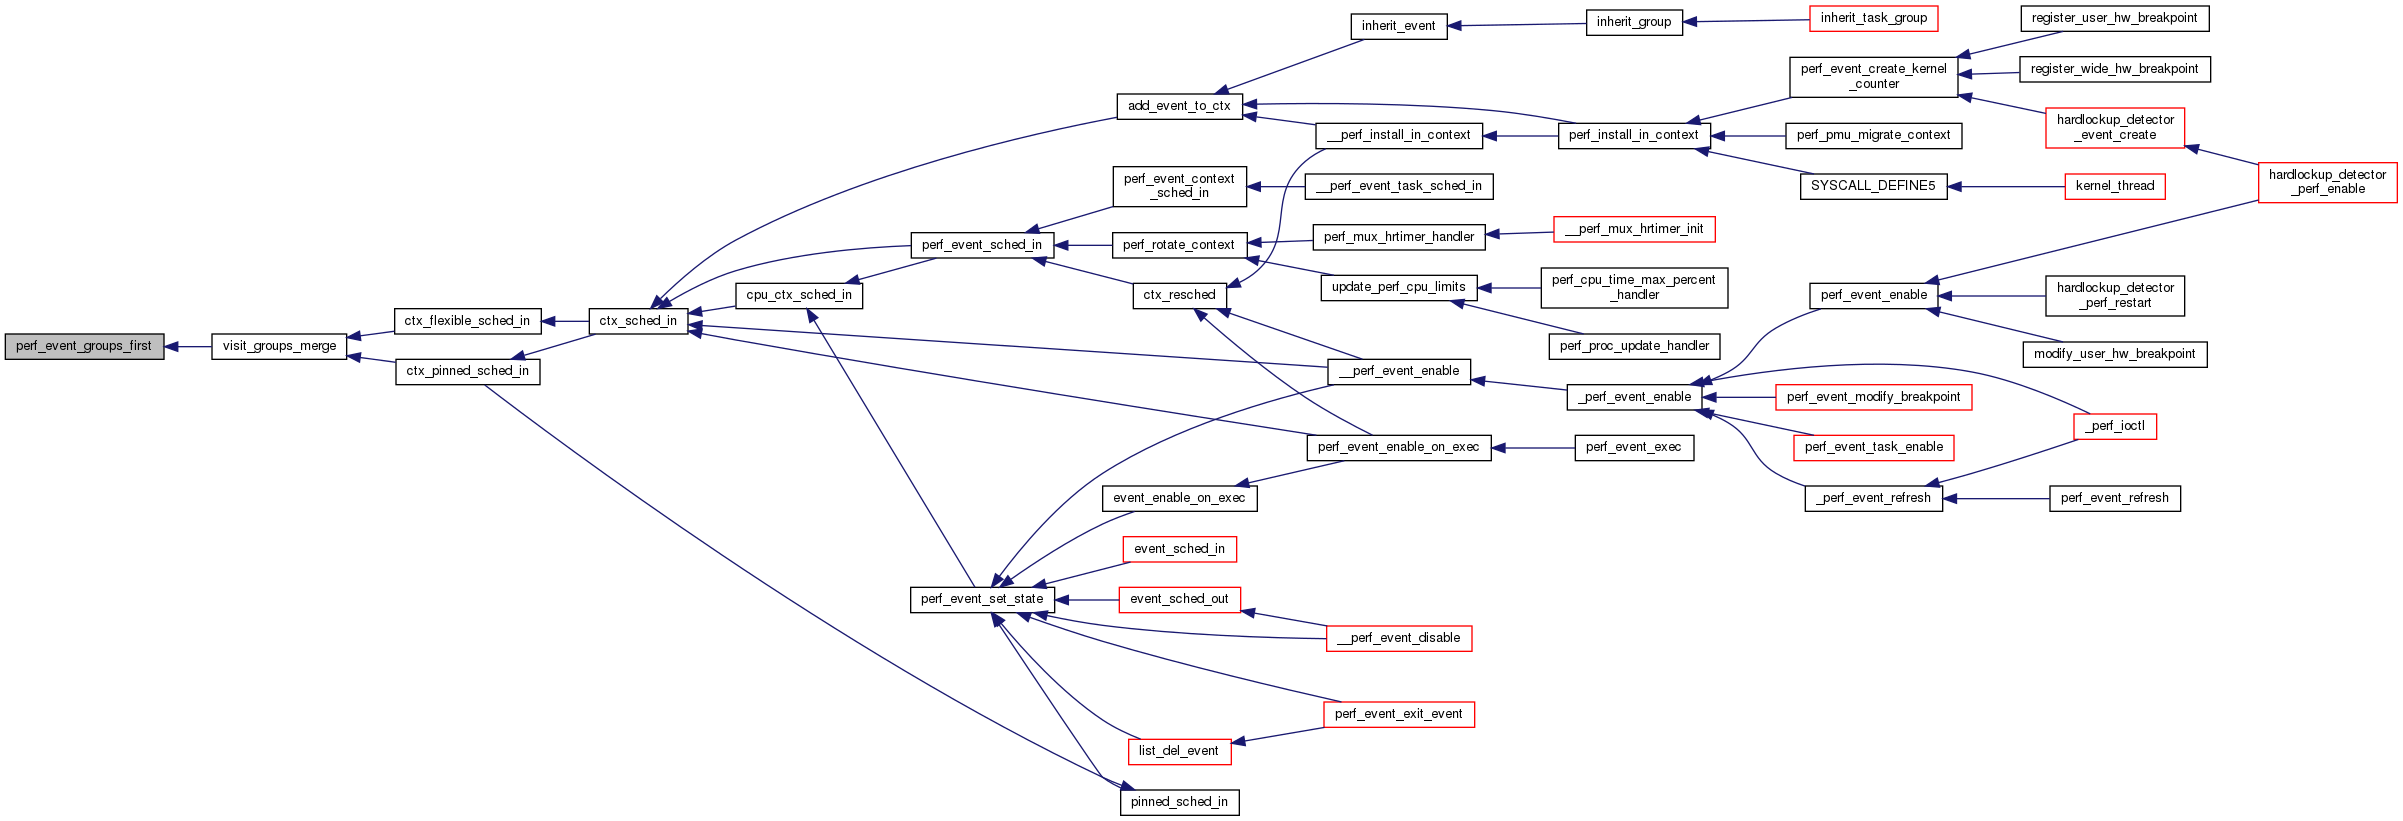 perf_event_groups_first
visit_groups_merge
ctx_flexible_sched_in
ctx_pinned_sched_in
ctx_sched_in
cpu_ctx_sched_in
perf_event_sched_in
perf_event_set_state
add_event_to_ctx
perf_event_context
_sched_in
perf_rotate_context
ctx_resched
event_enable_on_exec
event_sched_in
event_sched_out
list_del_event
pinned_sched_in
inherit_event
__perf_install_in_context
__perf_event_task_sched_in
perf_mux_hrtimer_handler
update_perf_cpu_limits
__perf_event_enable
perf_event_enable_on_exec
__perf_event_disable
perf_event_exit_event
inherit_group
perf_install_in_context
__perf_mux_hrtimer_init
perf_cpu_time_max_percent
_handler
perf_proc_update_handler
_perf_event_enable
perf_event_exec
inherit_task_group
perf_event_create_kernel
_counter
perf_pmu_migrate_context
SYSCALL_DEFINE5
perf_event_enable
perf_event_modify_breakpoint
perf_event_task_enable
_perf_event_refresh
register_user_hw_breakpoint
register_wide_hw_breakpoint
hardlockup_detector
_event_create
kernel_thread
hardlockup_detector
_perf_restart
modify_user_hw_breakpoint
_perf_ioctl
perf_event_refresh
hardlockup_detector
_perf_enable